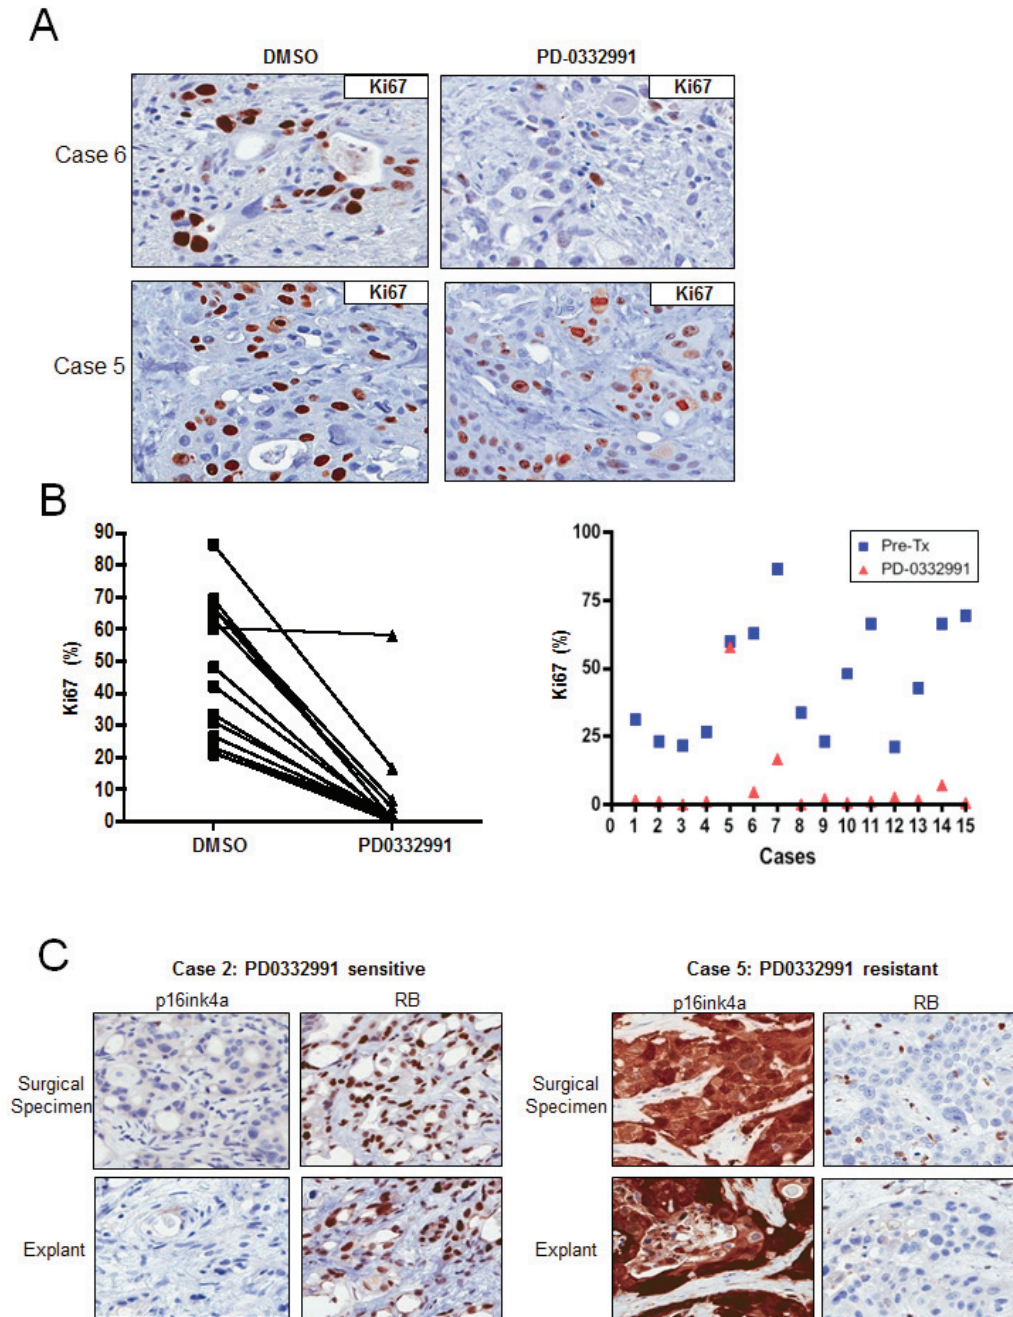 A
DMSO
PD-0332991
Ki67
Ki67
Case 6
Ki67
Ki67
Case 5
B
90
80
70
60
50
40
30
20
10
0
Ki67 (%)
DMSO
PD0332991
100
75
50
25
0
Ki67 (%)
Pre-Tx
PD-0332991
0 1 2 3 4 5 6 7 8 9 10 11 12 13 14 15
Cases
C
Case 2: PD0332991 sensitive
p16ink4a
RB
Surgical
Specimen
Explant
Case 5: PD0332991 resistant
p16ink4a
RB
Surgical
Specimen
Explant